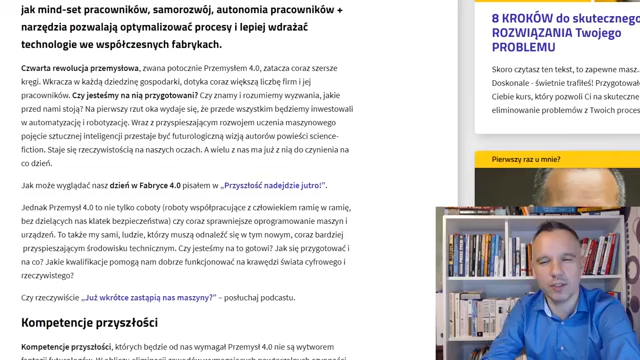 jak mind-set pracowników, samorozwój, autonomia pracowników +
narzędzia pozwalają optymalizować procesy i lepiej wdrażać
technologie we współczesnych fabrykach.
Czwarta rewolucja przemysłowa, zwana potocznie Przemysłem 4.0, zatacza coraz szersze
kręgi. Wkracza w każdą dziedzinę gospodarki, dotyka coraz większą liczbę firm i jej
pracowników. Czy jesteśmy na nią przygotowani? Czy znamy i rozumiemy wyzwania, jakie
przed nami stoją? Na pierwszy rzut oka wydaje się, że przede wszystkim będziemy inwestowali
w automatyzację i robotyzację. Wraz z przyspieszającym rozwojem uczenia maszynowego
pojęcie sztucznej inteligencji przestaje być futurologiczną wizją autorów powieści science-
fiction. Staje się rzeczywistością na naszych oczach. A wielu z nas ma już z nią do czynienia na
co dzień.
Jak może wyglądać nasz dzień w Fabryce 4.0 pisałem w „Przyszłość nadejdzie jutro!”.
Jednak Przemysł 4.0 to nie tylko coboty (roboty współpracujące z człowiekiem ramię w ramię,
bez dzielących nas klatek bezpieczeństwa) czy coraz sprawniejsze oprogramowanie maszyn i
urządzeń. To także my sami, ludzie, którzy muszą odnaleźć się w tym nowym, coraz bardziej
przyspieszającym środowisku technicznym. Czy jesteśmy na to gotowi? Jak się przygotować i
na co? Jakie kwalifikacje pomogą nam dobrze funkcjonować na krawędzi świata cyfrowego i
rzeczywistego?
Czy rzeczywiście „Już wkrótce zastąpią nas maszyny?” – posłuchaj podcastu.
Kompetencje przyszłości
Kompetencje przyszłości, których będzie od nas wymagał Przemysł 4.0 nie są wytworem
8 KROKÓW do skutecznego
ROZWIĄZANIA Twojego
PROBLEMU
Skoro czytasz ten tekst, to zapewne masz
Doskonale - świetnie trafiłeś! Przygotował
Ciebie kurs, który pozwoli Ci na skuteczne
eliminowanie problemów z Twoich proces
Pierwszy raz u mnie?